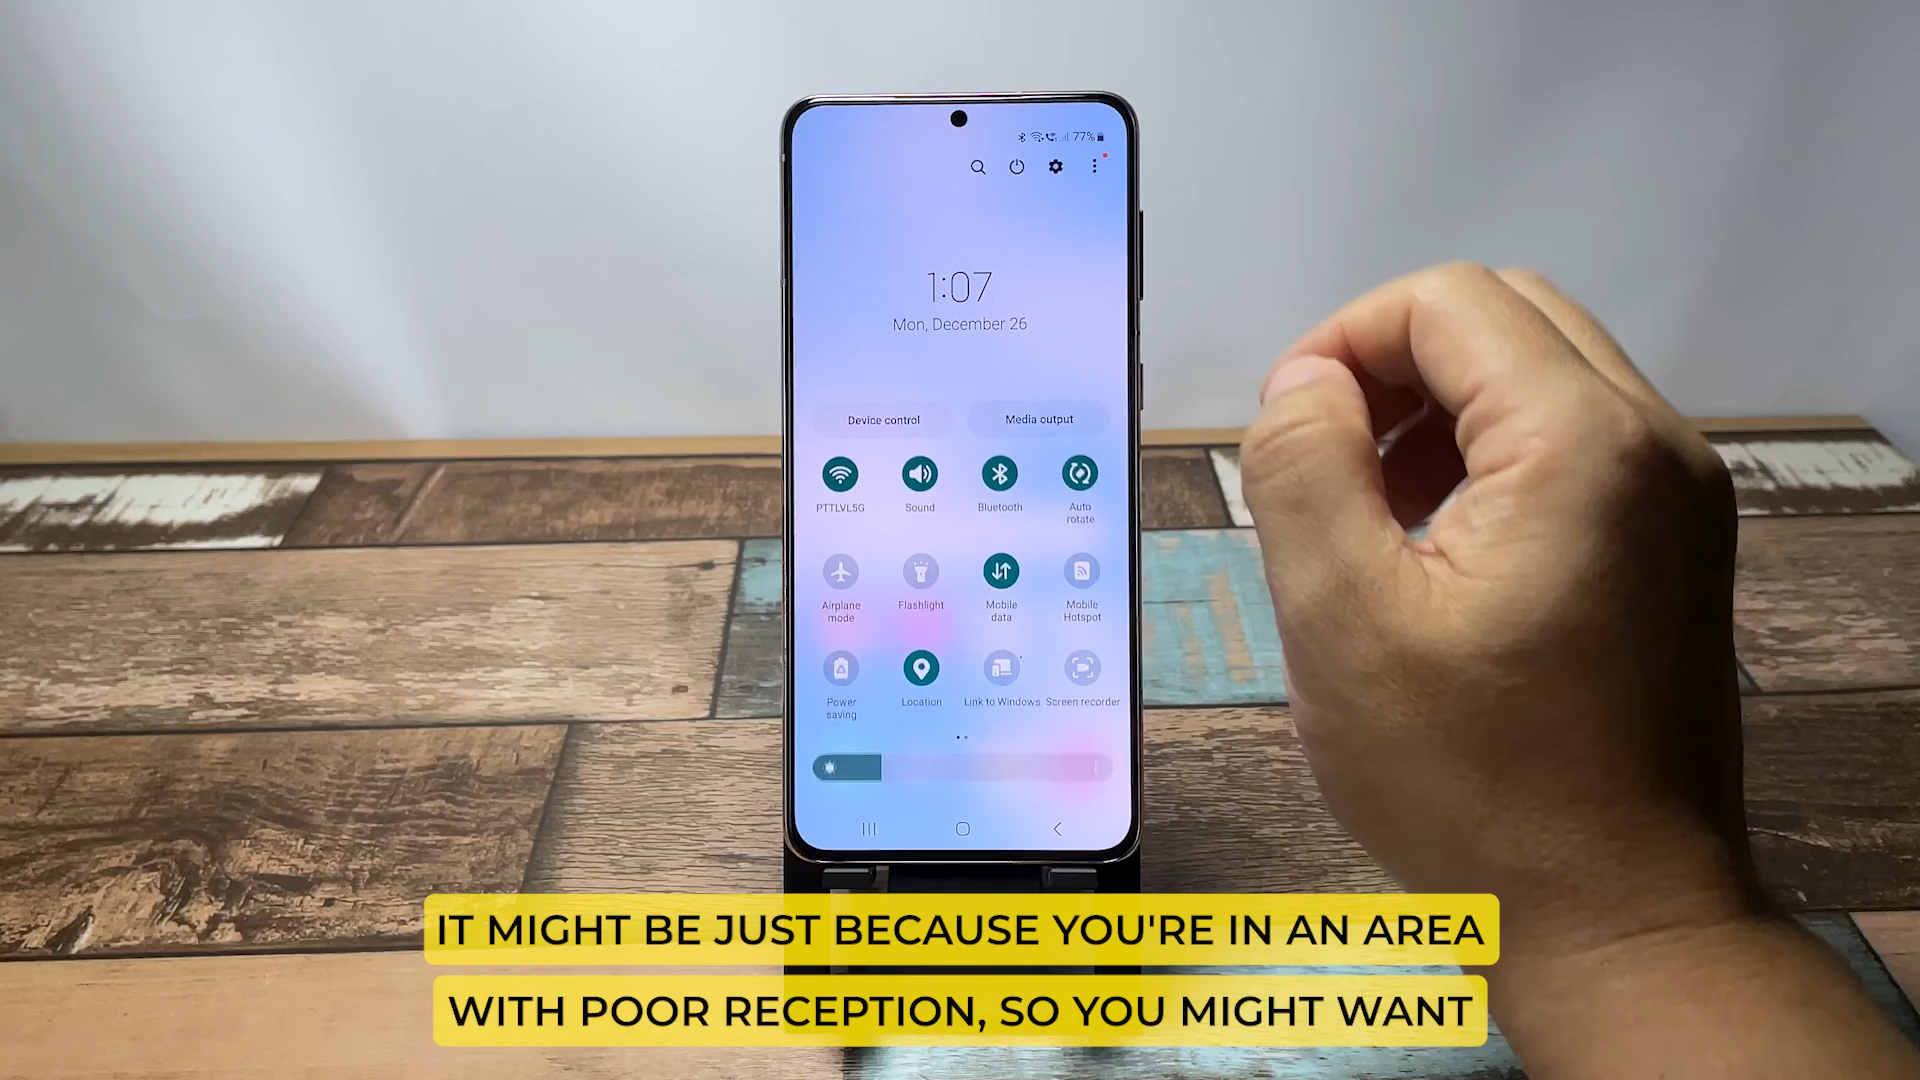 77%
1:07
Mon, December 26
Device control Media output
PTTLVL5G Sound Bluetooth Auto rotate
Airplane mode Flashlight Mobile data Mobile Hotspot
Power saving Location Link to Windows Screen recorder
IT MIGHT BE JUST BECAUSE YOU'RE IN AN AREA
WITH POOR RECEPTION, SO YOU MIGHT WANT